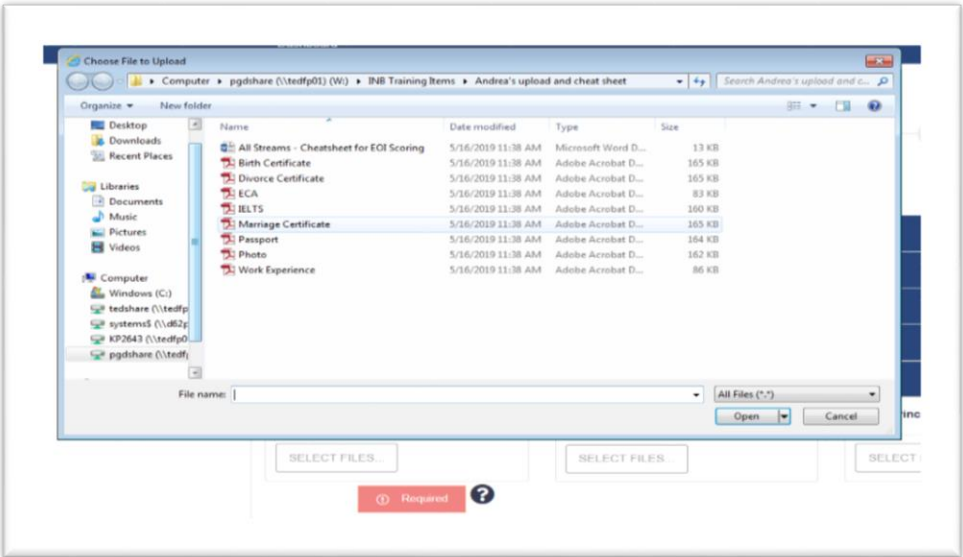 Choose File to Upload
Computer ▸ pgdshare (\\tedfp01) (W:) ▸ INB Training Items ▸ Andrea's upload and cheat sheet
Search Andrea's upload and c...
Organize New folder
Desktop
Downloads
Recent Places
Libraries
Documents
Music
Pictures
Videos
Computer
Windows (C:)
tedshare (\\tedfp
systems$ (\\d62p
KP2643 (\\tedfp0
pgdshare (\\tedfp
Name Date modified Type Size
All Streams - Cheatsheet for EOI Scoring 5/16/2019 11:38 AM Microsoft Word D... 13 KB
Birth Certificate 5/16/2019 11:38 AM Adobe Acrobat D... 165 KB
Divorce Certificate 5/16/2019 11:38 AM Adobe Acrobat D... 165 KB
ECA 5/16/2019 11:38 AM Adobe Acrobat D... 83 KB
IELTS 5/16/2019 11:38 AM Adobe Acrobat D... 160 KB
Marriage Certificate 5/16/2019 11:38 AM Adobe Acrobat D... 165 KB
Passport 5/16/2019 11:38 AM Adobe Acrobat D... 164 KB
Photo 5/16/2019 11:38 AM Adobe Acrobat D... 162 KB
Work Experience 5/16/2019 11:38 AM Adobe Acrobat D... 86 KB
File name: All Files (*.*)
Open Cancel
rinc
SELECT FILES... SELECT FILES... SELECT
Required ?